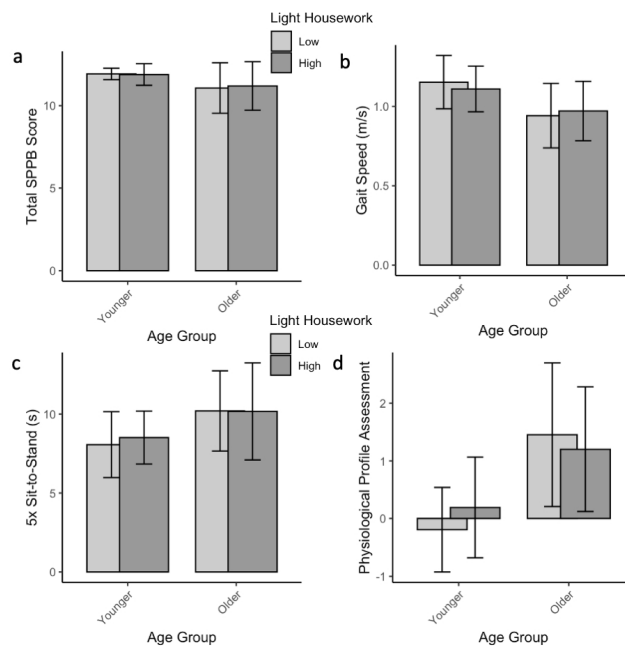 Light Housework
Low
High
a
Total SPPB Score
10
5
0
Younger
Older
Age Group
b
Gait Speed (m/s)
1.0
0.5
0.0
Younger
Older
Age Group
Light Housework
Low
High
c
5x Sit-to-Stand (s)
10
5
0
Younger
Older
Age Group
d
Physiological Profile Assessment
2
1
0
-1
Younger
Older
Age Group